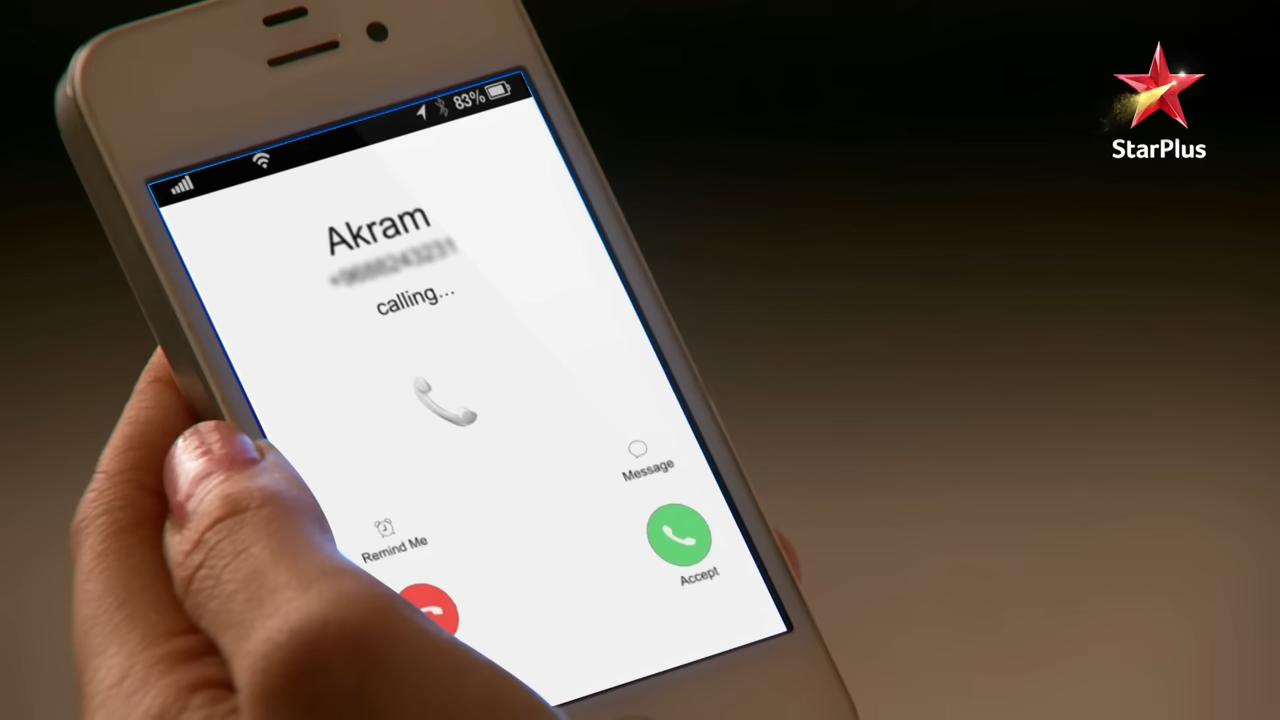 83%
Akram
calling...
Message
Remind Me
Accept
StarPlus